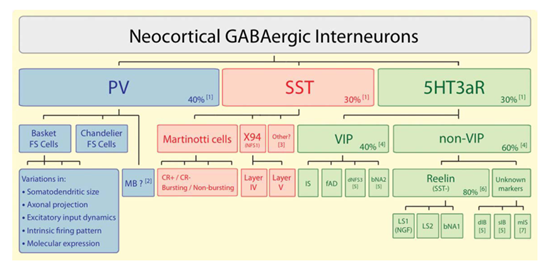 Neocortical GABAergic Interneurons
PV
40% [1]
SST
30% [1]
5HT3aR
30% [1]
Basket
FS Cells
Chandelier
FS Cells
Martinotti cells
X94
(NFS1)
Other?
[3]
VIP
40% [4]
non-VIP
60% [4]
Variations in:
• Somatodendritic size
• Axonal projection
• Excitatory input dynamics
• Intrinsic firing pattern
• Molecular expression
MB ? [2]
CR+ / CR-
Bursting / Non-bursting
Layer
IV
Layer
V
IS
fAD
dNFS3
[5]
bNA2
[5]
Reelin
(SST-)
80% [6]
Unknown
markers
LS1
(NGF)
LS2
bNA1
dIB
[5]
sIB
[5]
mIS
[7]